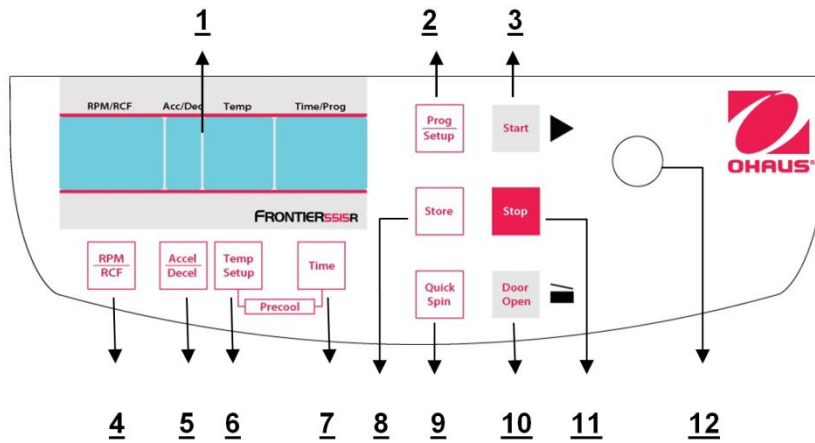 1 2 3
RPM/RCF Acc/Dec Temp Time/Prog
Prog
Setup
Start
OHAUS®
FRONTIER5515R
Store
Stop
RPM
RCF
Accel
Decel
Temp
Setup
Time
Precool
Quick
Spin
Door
Open
4 5 6 7 8 9 10 11 12